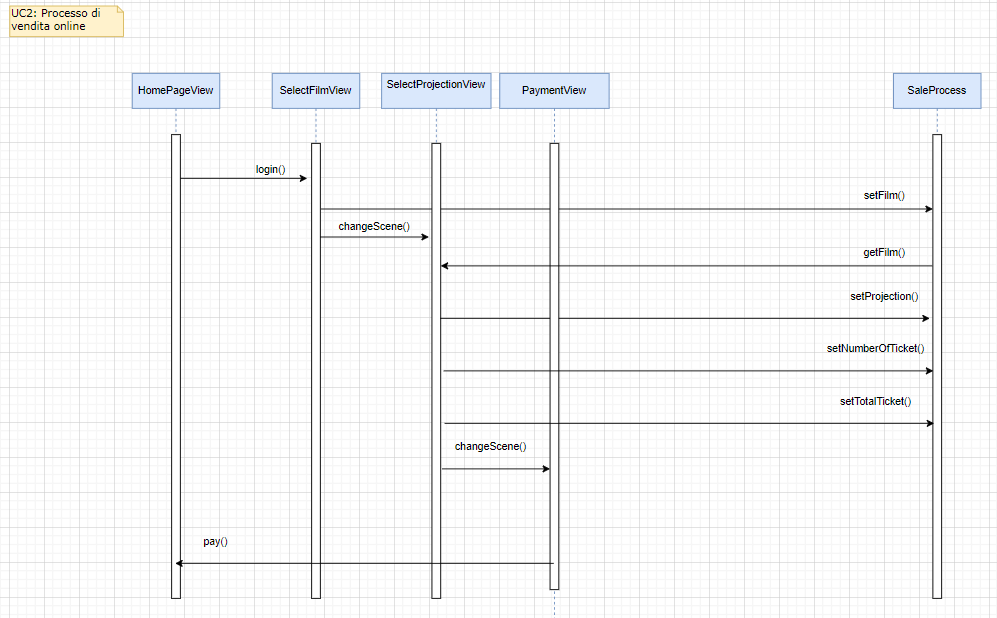 UC2: Processo di
vendita online
HomePageView
SelectFilmView
SelectProjectionView
PaymentView
SaleProcess
login()
setFilm()
changeScene()
getFilm()
setProjection()
setNumberOfTicket()
setTotalTicket()
changeScene()
pay()